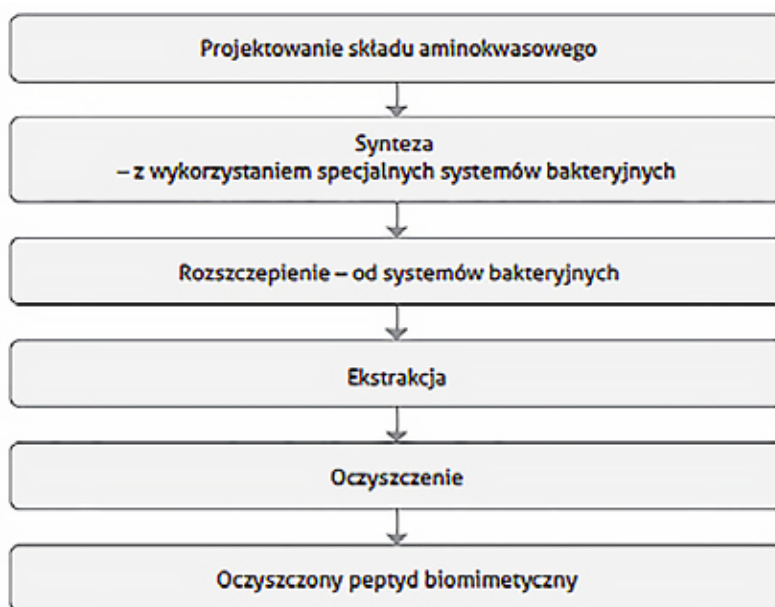 Projektowanie składu aminokwasowego
Synteza
– z wykorzystaniem specjalnych systemów bakteryjnych
Rozszczepienie – od systemów bakteryjnych
Ekstrakcja
Oczyszczenie
Oczyszczony peptyd biomimetyczny